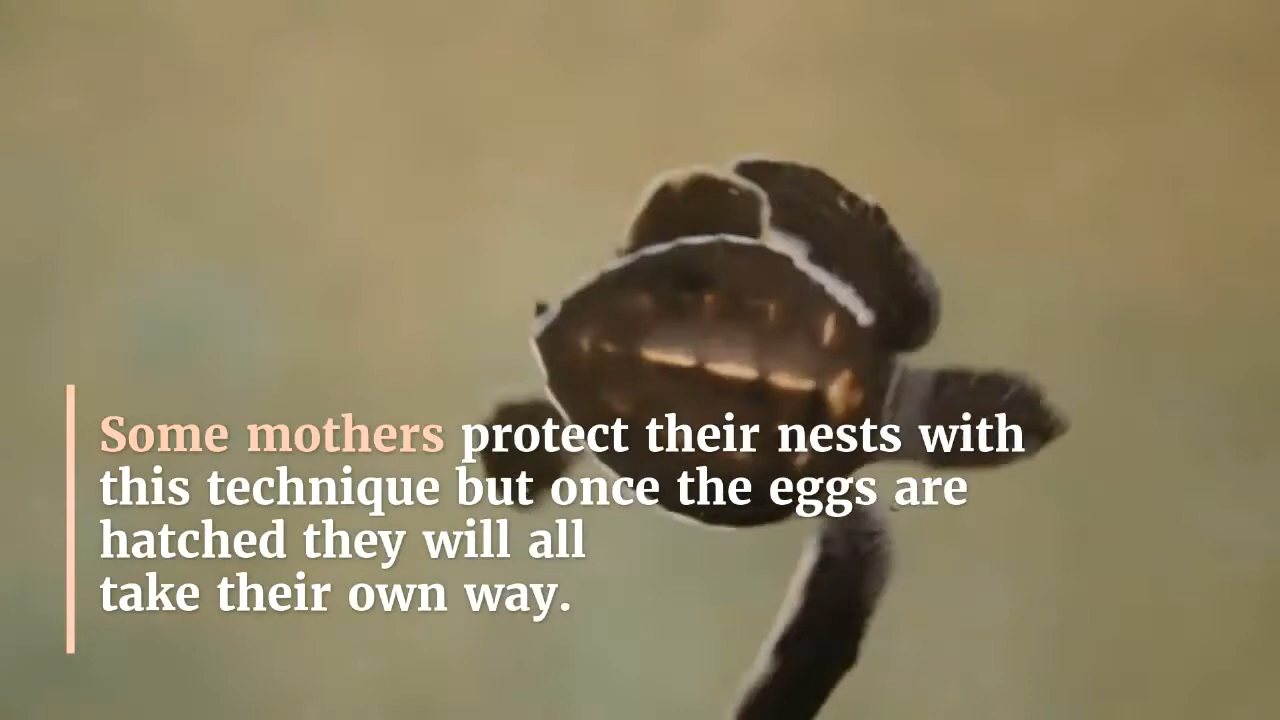 Some mothers protect their nests with
this technique but once the eggs are
hatched they will all
take their own way.